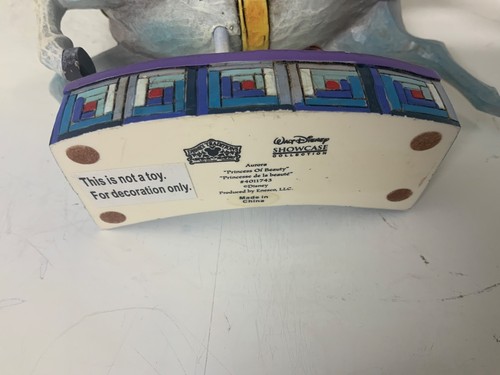 This is not a toy.
For decoration only.
WALT DISNEY
SHOWCASE
COLLECTION
Aurora
"Princess Of Beauty"
"Princesse de la beauté"
#4011743
©Disney
Produced by Enesco, LLC.
Made in
China